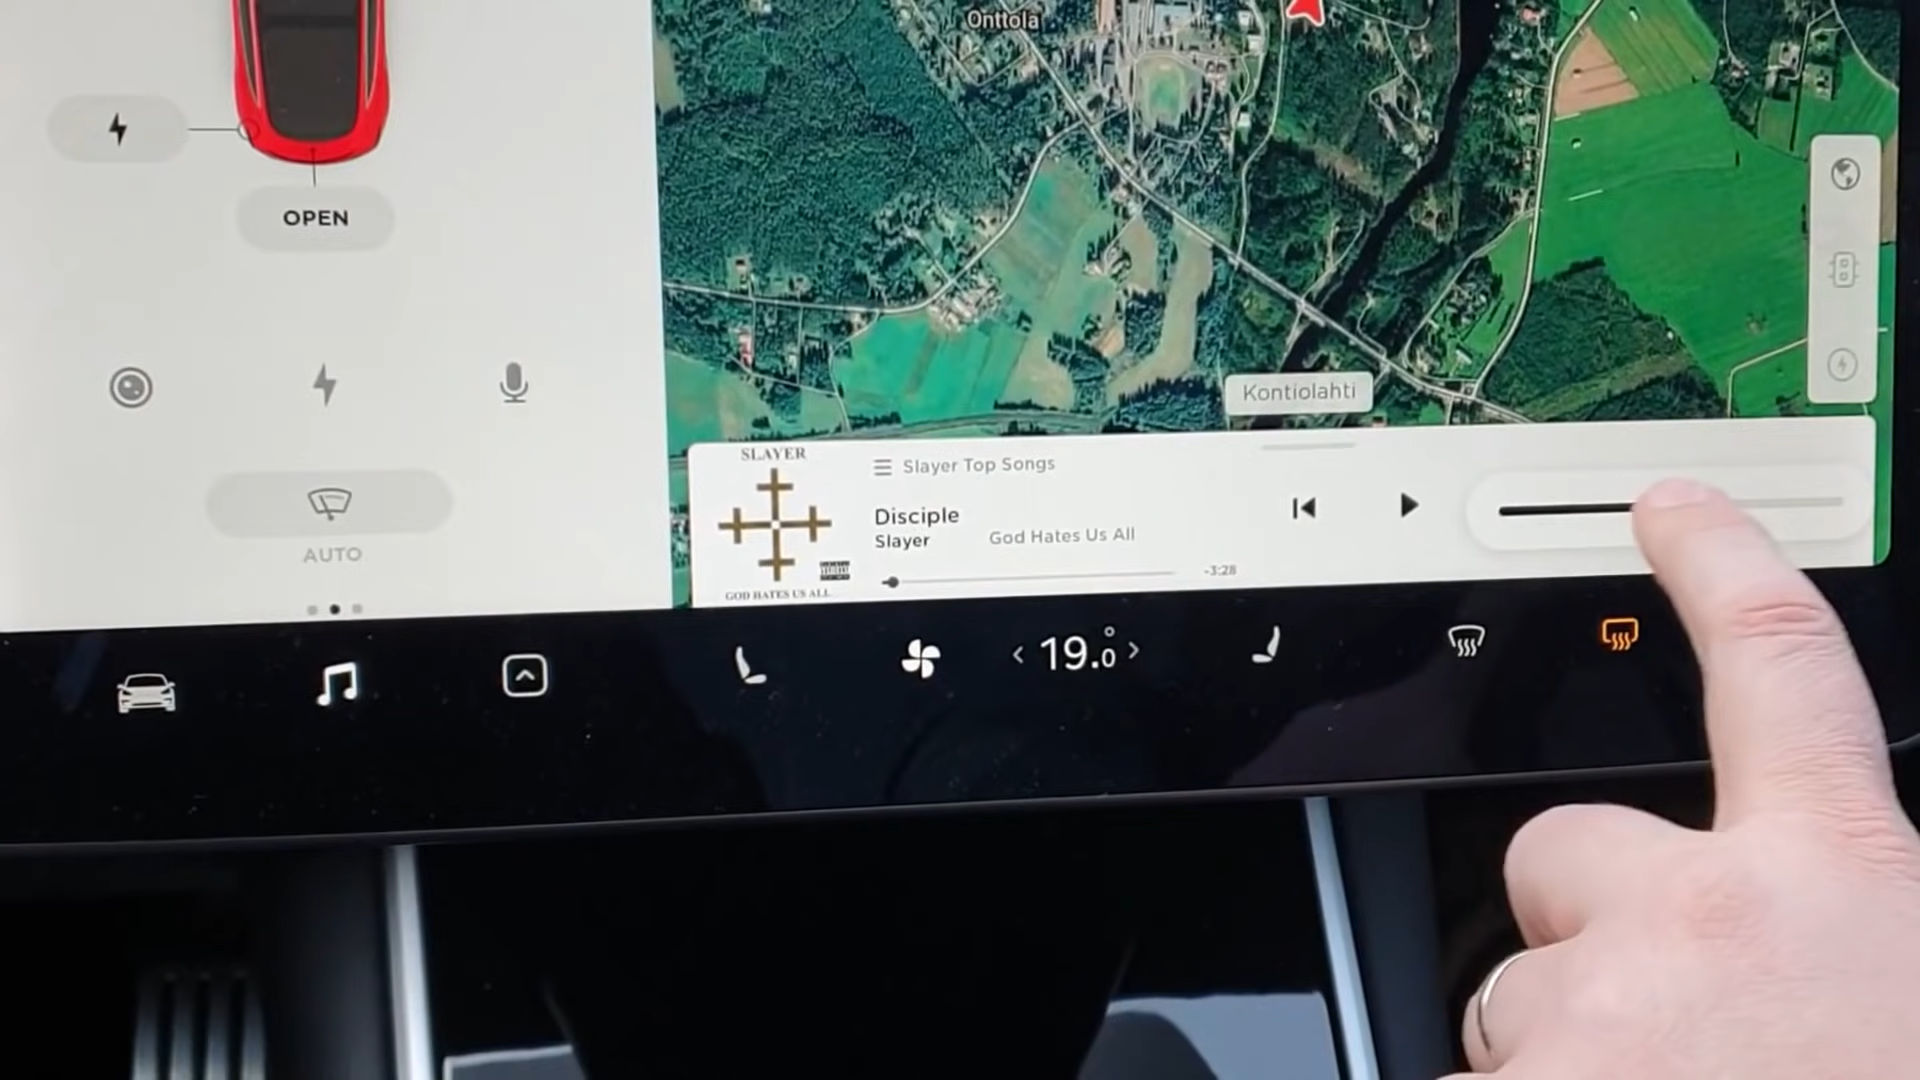 Onttola
OPEN
Kontiolahti
SLAYER
Slayer Top Songs
Disciple
Slayer
God Hates Us All
-3:28
GOD HATES US ALL
AUTO
19.0°